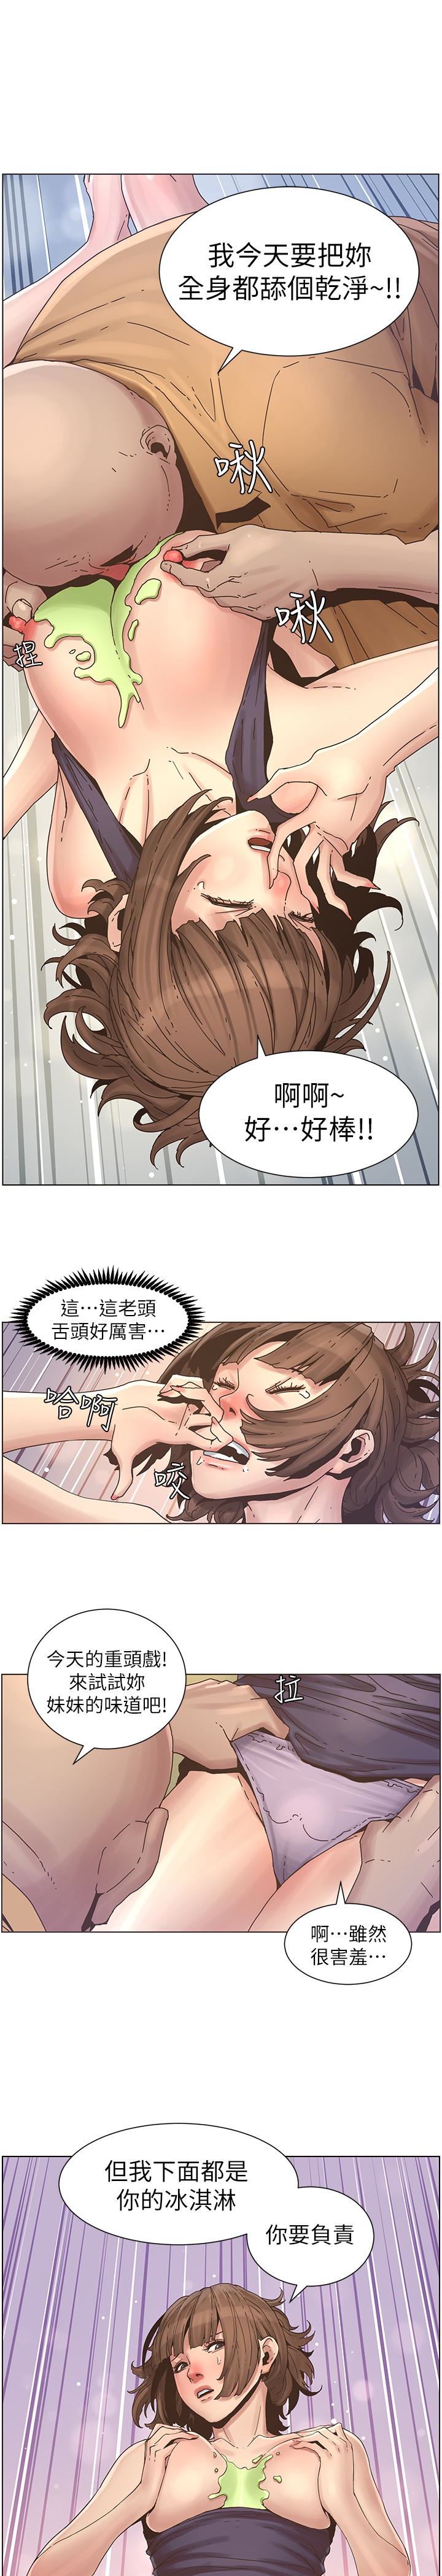 我今天要把妳
全身都舔個乾淨~!!
啾
啾
捏
啊啊~
好⋯好棒!!
這⋯這老頭
舌頭好厲害⋯
哈啊
咬
今天的重頭戲!
來試試妳
妹妹的味道吧!
拉
啊⋯雖然
很害羞⋯
但我下面都是
你的冰淇淋
你要負責